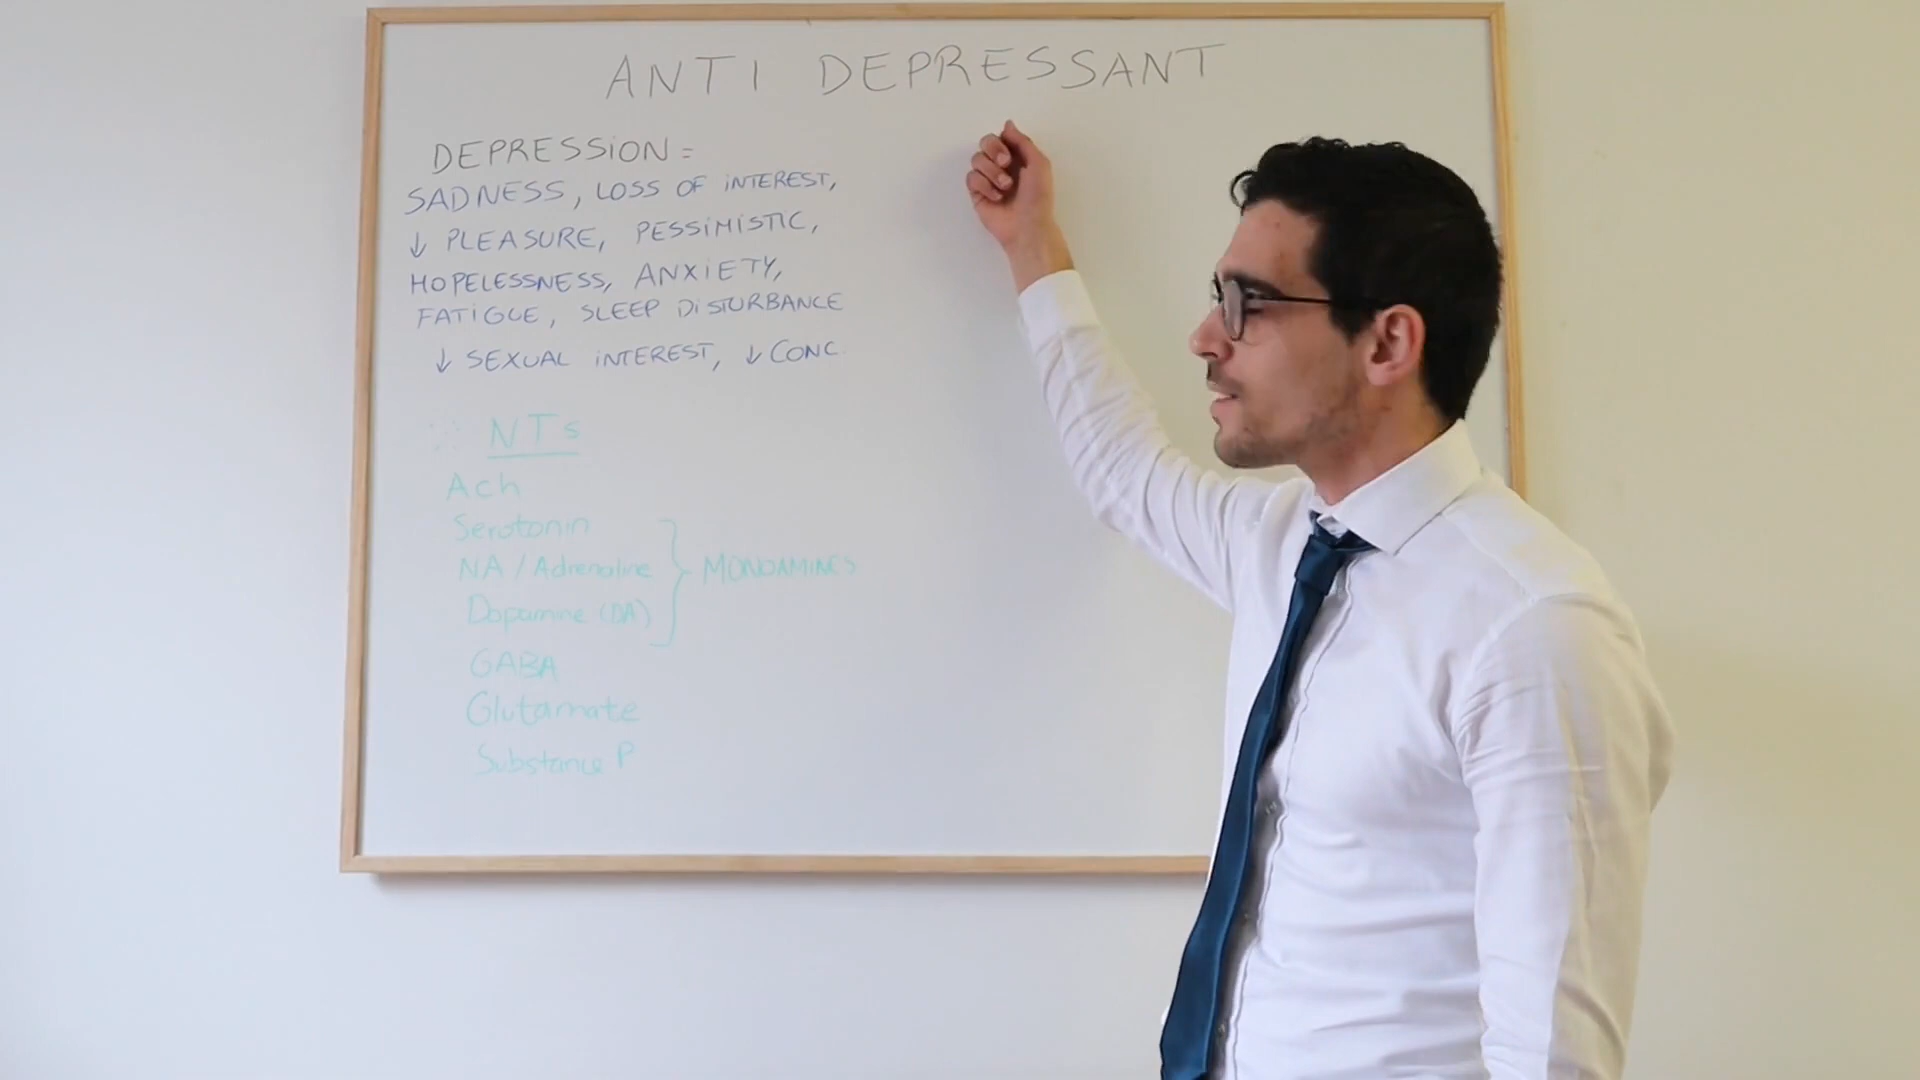 ANTI DEPRESSANT
DEPRESSION =
SADNESS, LOSS OF INTEREST,
↓ PLEASURE, PESSIMISTIC,
HOPELESSNESS, ANXIETY,
FATIGUE, SLEEP DISTURBANCE
↓ SEXUAL INTEREST, ↓ CONC.
NTs
Ach
Serotonin
NA / Adrenaline } MONOAMINES
Dopamine (DA)
GABA
Glutamate
Substance P